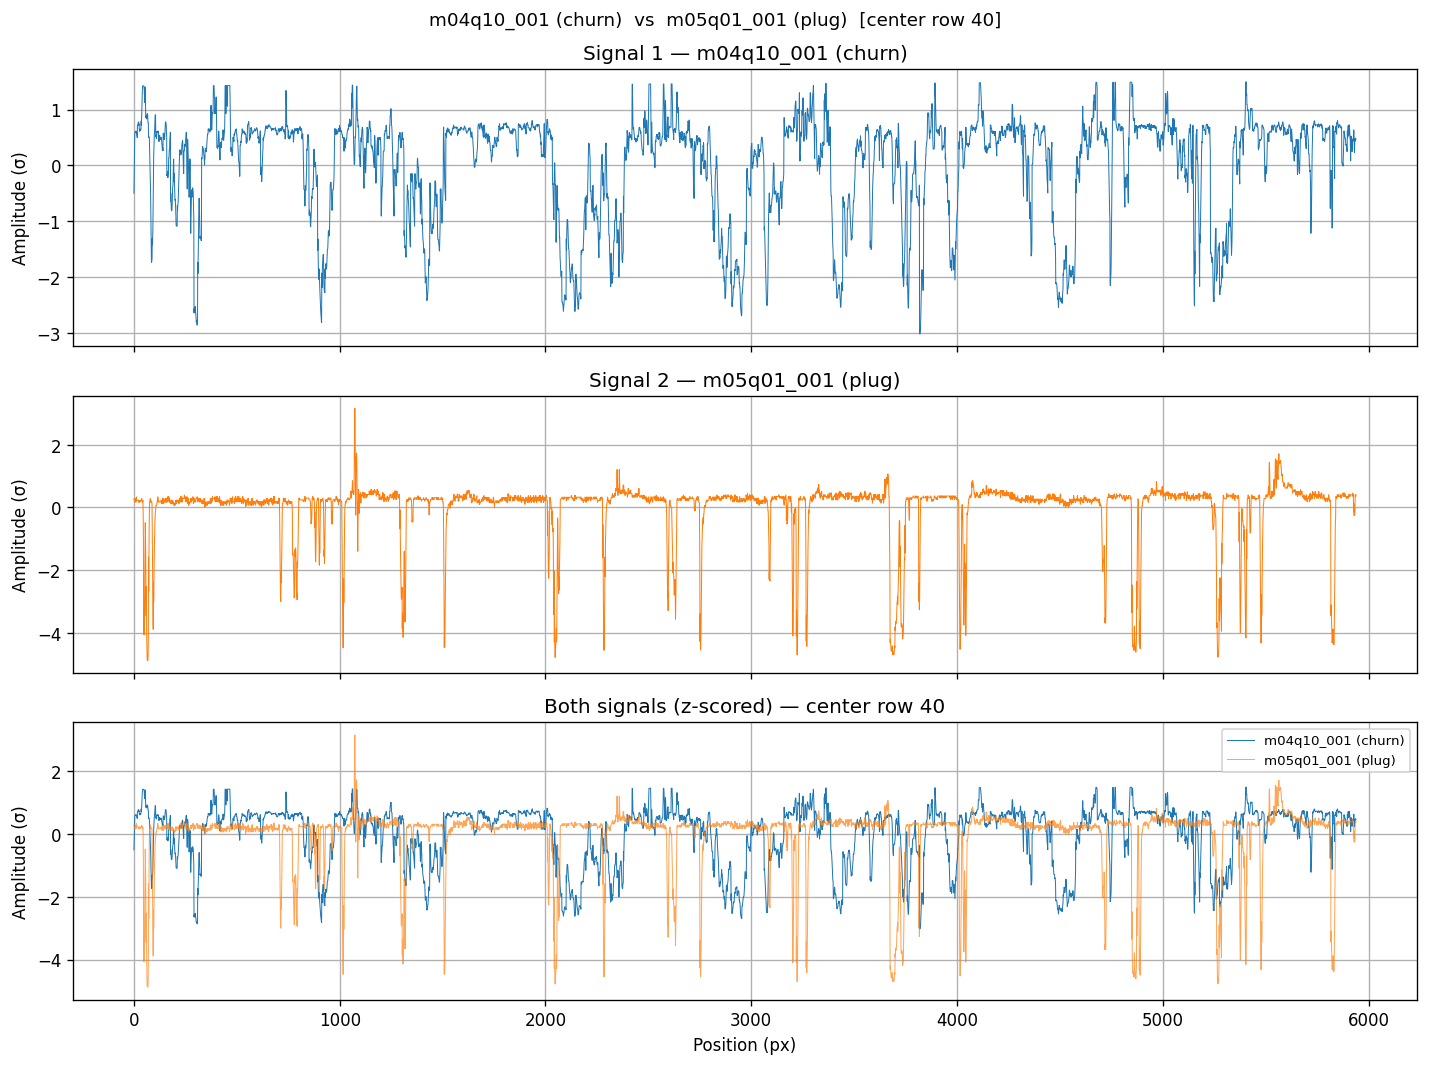 m04q10_001 (churn)  vs  m05q01_001 (plug)  [center row 40]
Signal 1 — m04q10_001 (churn)
Amplitude (σ)
1
0
−1
−2
−3
Signal 2 — m05q01_001 (plug)
Amplitude (σ)
2
0
−2
−4
Both signals (z-scored) — center row 40
m04q10_001 (churn)
m05q01_001 (plug)
Amplitude (σ)
2
0
−2
−4
0 1000 2000 3000 4000 5000 6000
Position (px)